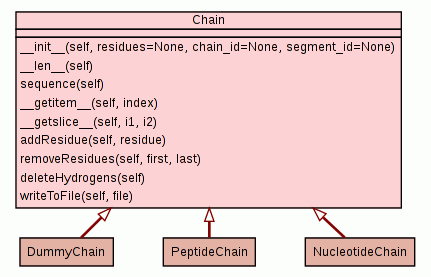 Chain
__init__(self, residues=None, chain_id=None, segment_id=None)
__len__(self)
sequence(self)
__getitem__(self, index)
__getslice__(self, i1, i2)
addResidue(self, residue)
removeResidues(self, first, last)
deleteHydrogens(self)
writeToFile(self, file)
DummyChain
PeptideChain
NucleotideChain